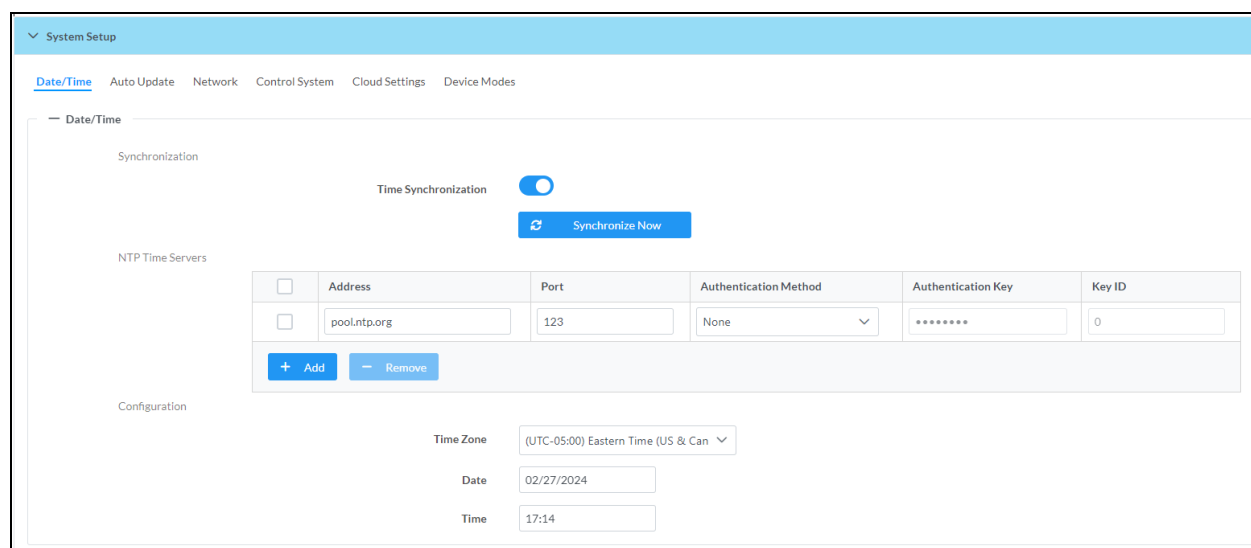 System Setup
Date/Time Auto Update Network Control System Cloud Settings Device Modes
Date/Time
Synchronization
Time Synchronization
Synchronize Now
NTP Time Servers
Address Port Authentication Method Authentication Key Key ID
pool.ntp.org 123 None •••••••• 0
+ Add − Remove
Configuration
Time Zone (UTC-05:00) Eastern Time (US & Can
Date 02/27/2024
Time 17:14